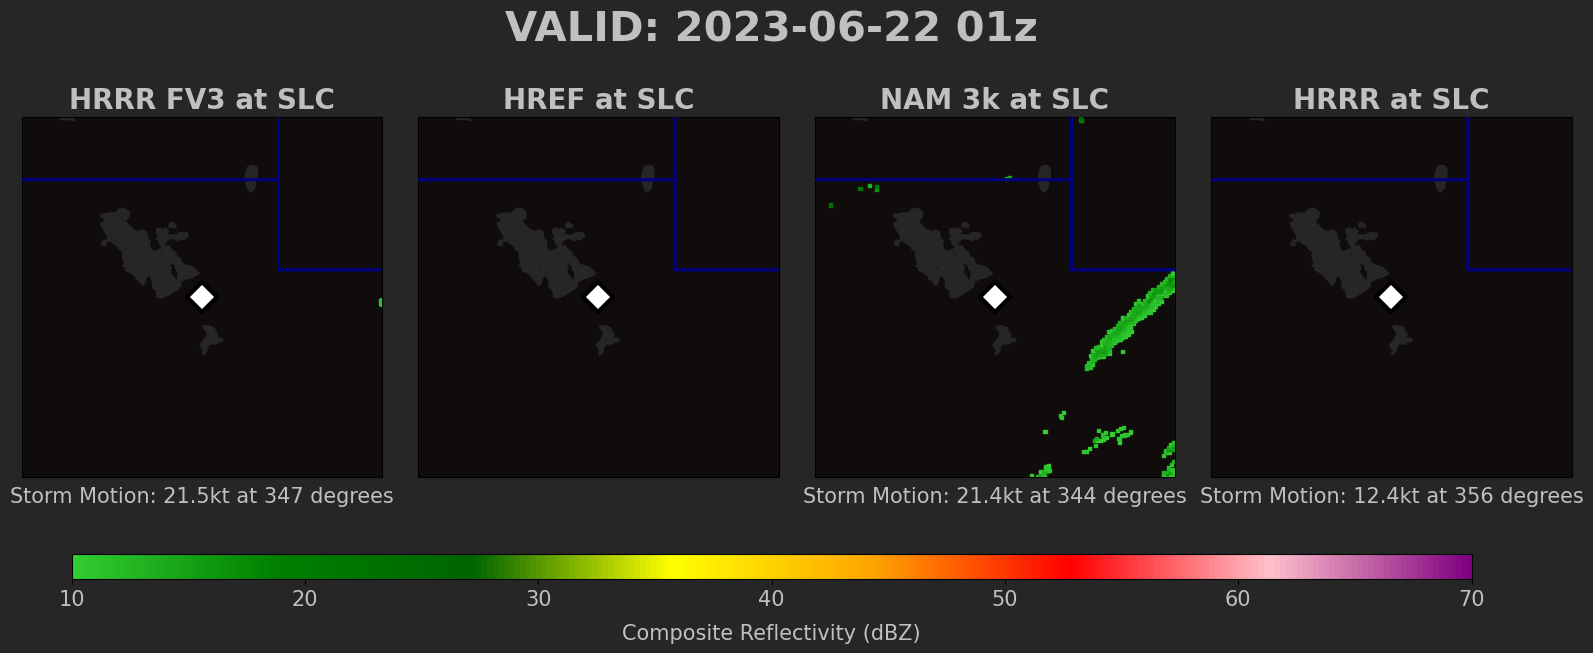 VALID: 2023-06-22 01z
HRRR FV3 at SLC
HREF at SLC
NAM 3k at SLC
HRRR at SLC
Storm Motion: 21.5kt at 347 degrees
Storm Motion: 21.4kt at 344 degrees
Storm Motion: 12.4kt at 356 degrees
10 20 30 40 50 60 70
Composite Reflectivity (dBZ)